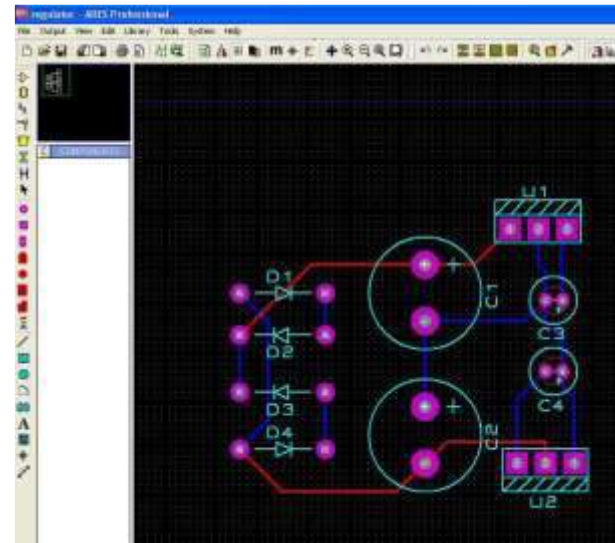 regulator - ARES Professional
File Output View Edit Library Tools System Help
COMPONENTS
U1
D1
+
C1
D2
C3
D3
+
C4
D4
C2
U2